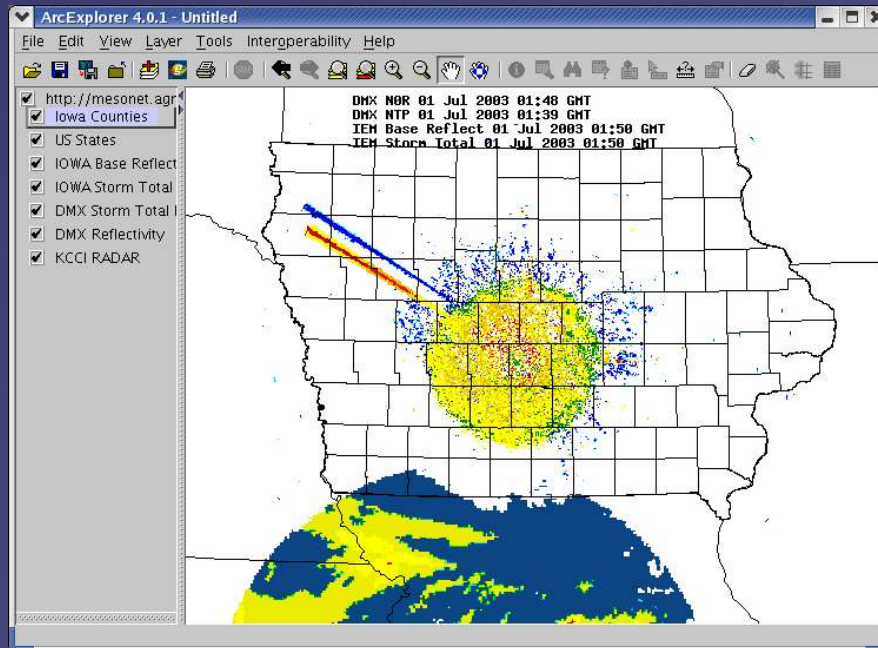 ArcExplorer 4.0.1 - Untitled
File Edit View Layer Tools Interoperability Help
http://mesonet.agr
Iowa Counties
US States
IOWA Base Reflect
IOWA Storm Total
DMX Storm Total
DMX Reflectivity
KCCI RADAR
DMX N0R 01 Jul 2003 01:48 GMT
DMX NTP 01 Jul 2003 01:39 GMT
IEM Base Reflect 01 Jul 2003 01:50 GMT
IEM Storm Total 01 Jul 2003 01:50 GMT